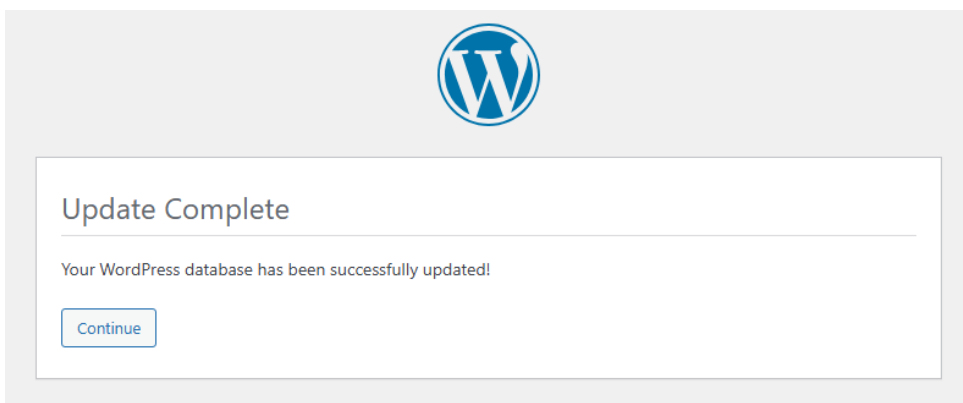 Update Complete
Your WordPress database has been successfully updated!
Continue